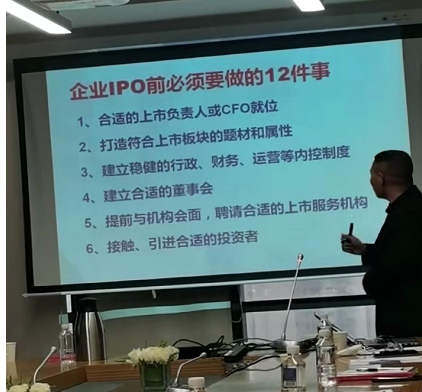 企业IPO前必须要做的12件事
1、合适的上市负责人或CFO就位
2、打造符合上市板块的题材和属性
3、建立稳健的行政、财务、运营等内控制度
4、建立合适的董事会
5、提前与机构会面，聘请合适的上市服务机构
6、接触、引进合适的投资者